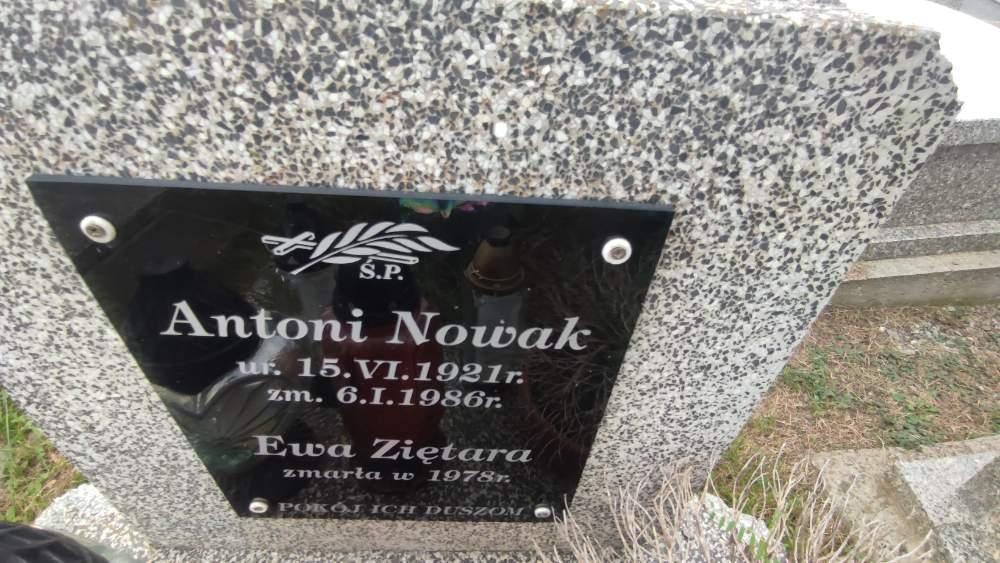 Ś.P.
Antoni Nowak
ur. 15.VI.1921r.
zm. 6.I.1986r.
Ewa Ziętara
zmarła w 1978r.
POKÓJ ICH DUSZOM